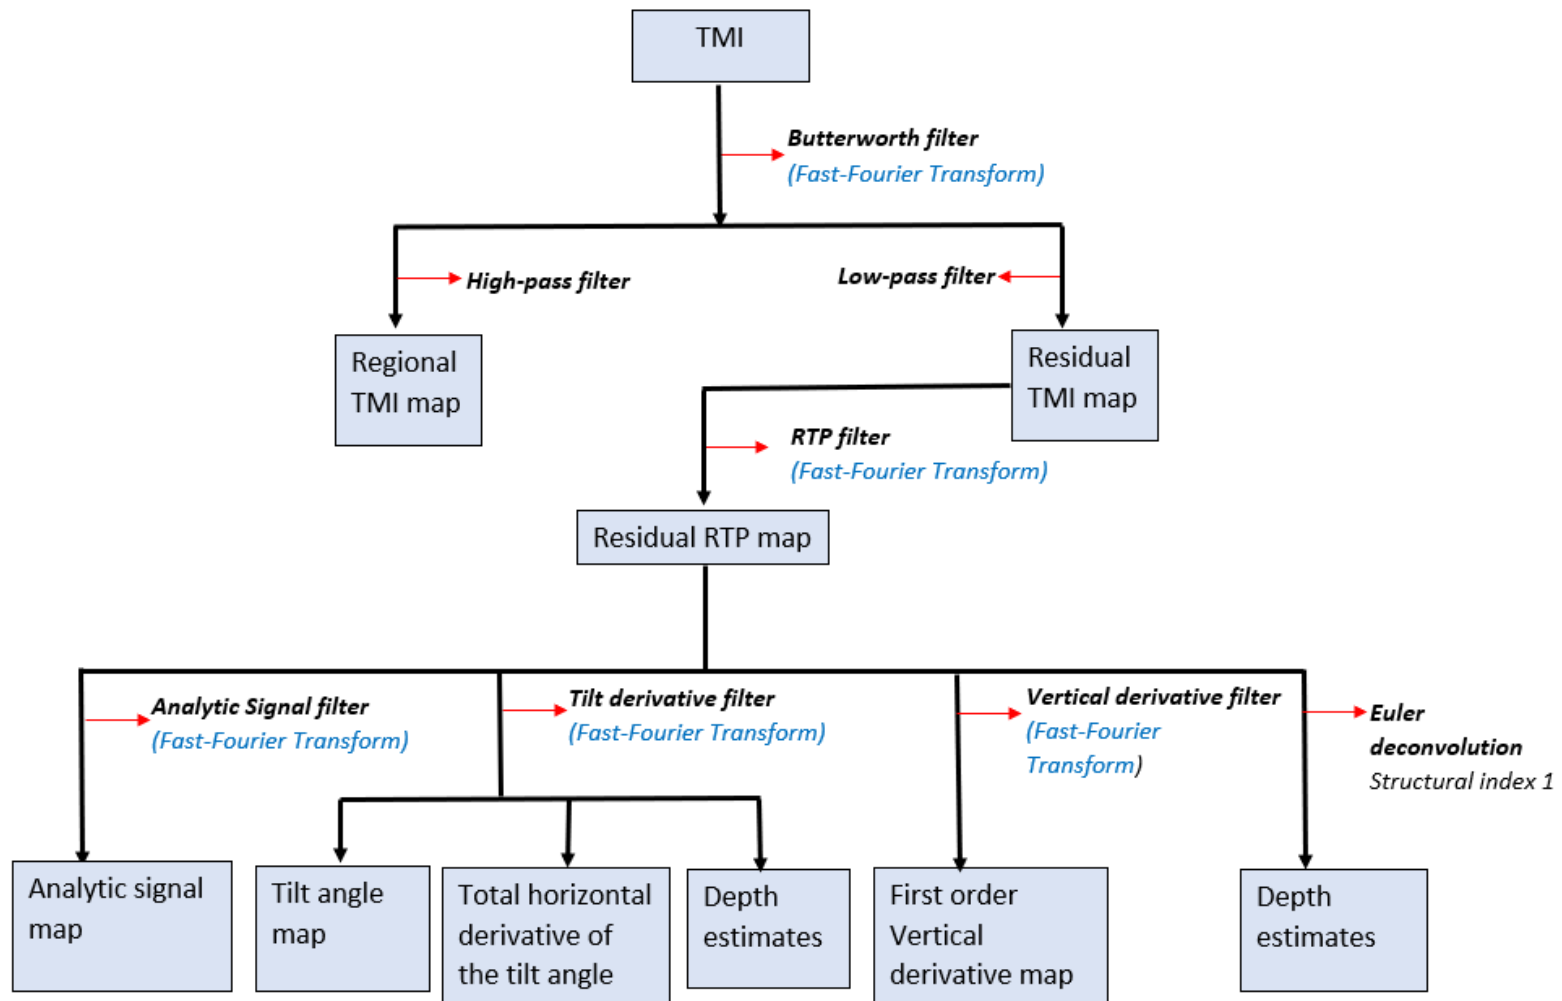 TMI
Butterworth filter
(Fast-Fourier Transform)
High-pass filter
Low-pass filter
Regional
TMI map
Residual
TMI map
RTP filter
(Fast-Fourier Transform)
Residual RTP map
Analytic Signal filter
(Fast-Fourier Transform)
Tilt derivative filter
(Fast-Fourier Transform)
Vertical derivative filter
(Fast-Fourier
Transform)
Euler
deconvolution
Structural index 1
Analytic signal
map
Tilt angle
map
Total horizontal
derivative of
the tilt angle
Depth
estimates
First order
Vertical
derivative map
Depth
estimates